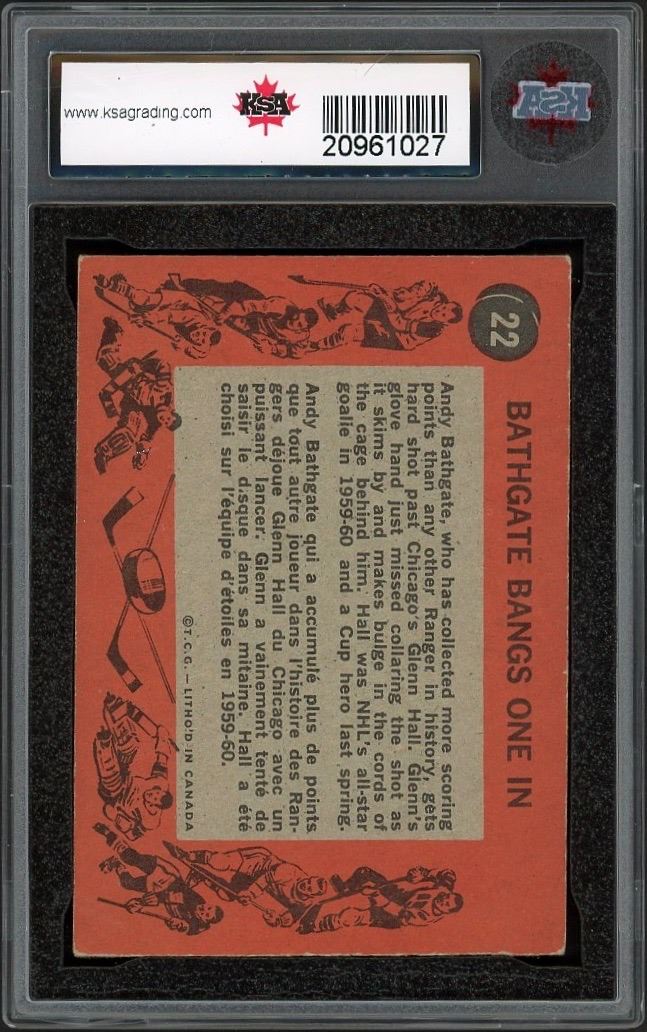 www.ksagrading.com
KSA
20961027
KSA
22
BATHGATE BANGS ONE IN
Andy Bathgate, who has collected more scoring
points than any other Ranger in history, gets
hard shot past Chicago's Glenn Hall. Glenn's
glove hand just missed collaring the shot as
it skims by and makes bulge in the cords of
the cage behind him. Hall was NHL's all-star
goalie in 1959-60 and a Cup hero last spring.
Andy Bathgate qui a accumulé plus de points
que tout autre joueur dans l'histoire des Ran-
gers déjoue Glenn Hall du Chicago avec un
puissant lancer. Glenn a vainement tenté de
saisir le disque dans sa mitaine. Hall a été
choisi sur l'équipe d'étoiles en 1959-60.
©T.C.G. — LITHO'D IN CANADA